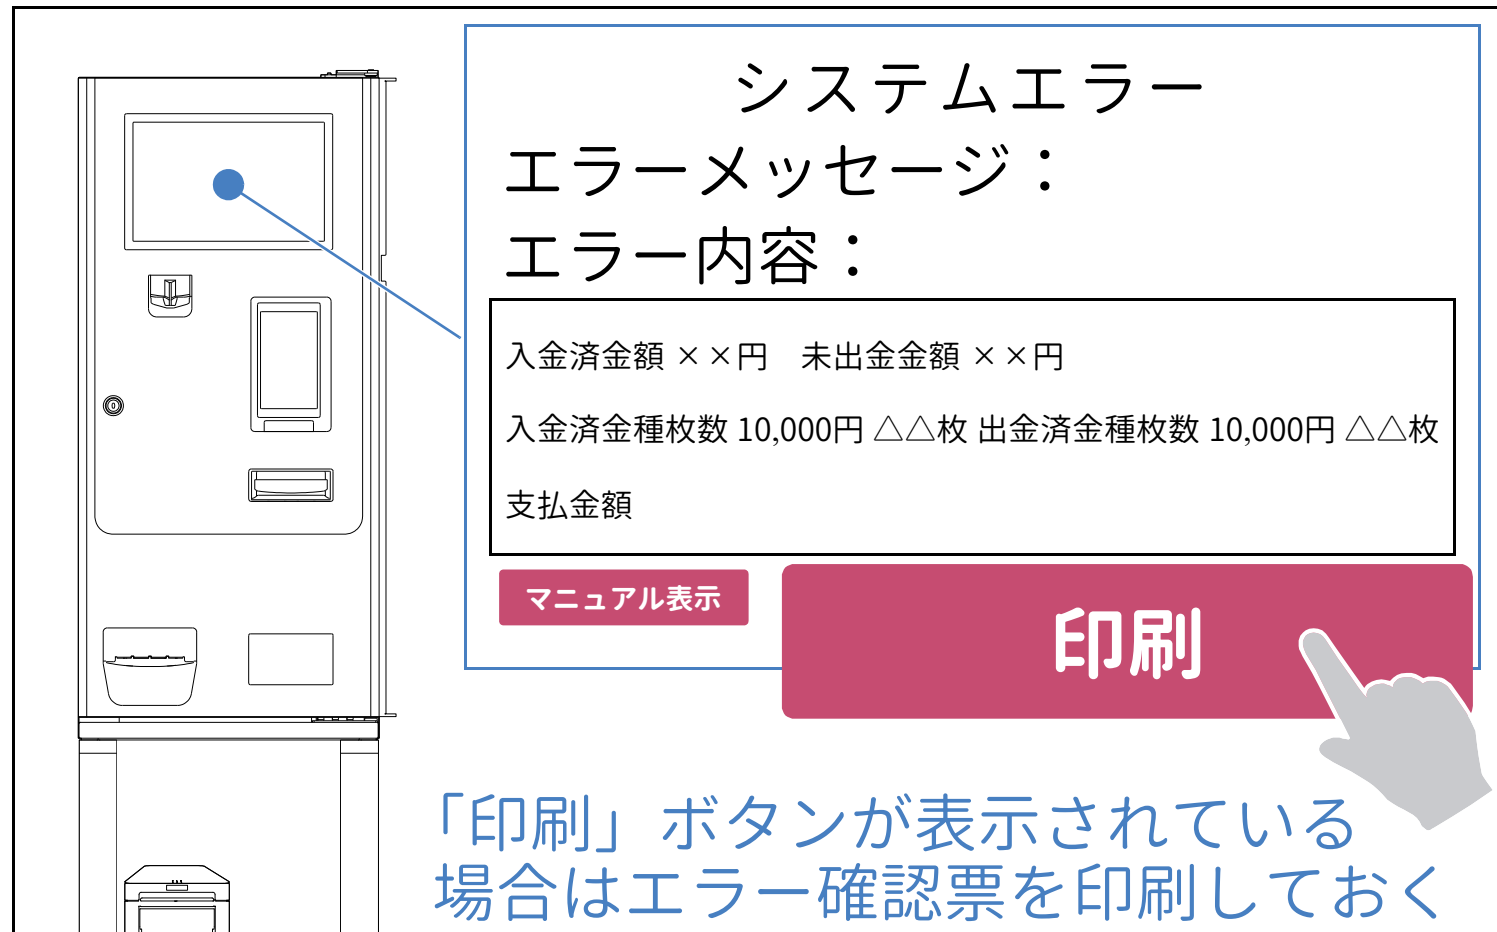 システムエラー
エラーメッセージ：
エラー内容：
入金済金額 ××円　未出金金額 ××円
入金済金種枚数 10,000円 △△枚 出金済金種枚数 10,000円 △△枚
支払金額
マニュアル表示
印刷
「印刷」ボタンが表示されている
場合はエラー確認票を印刷しておく